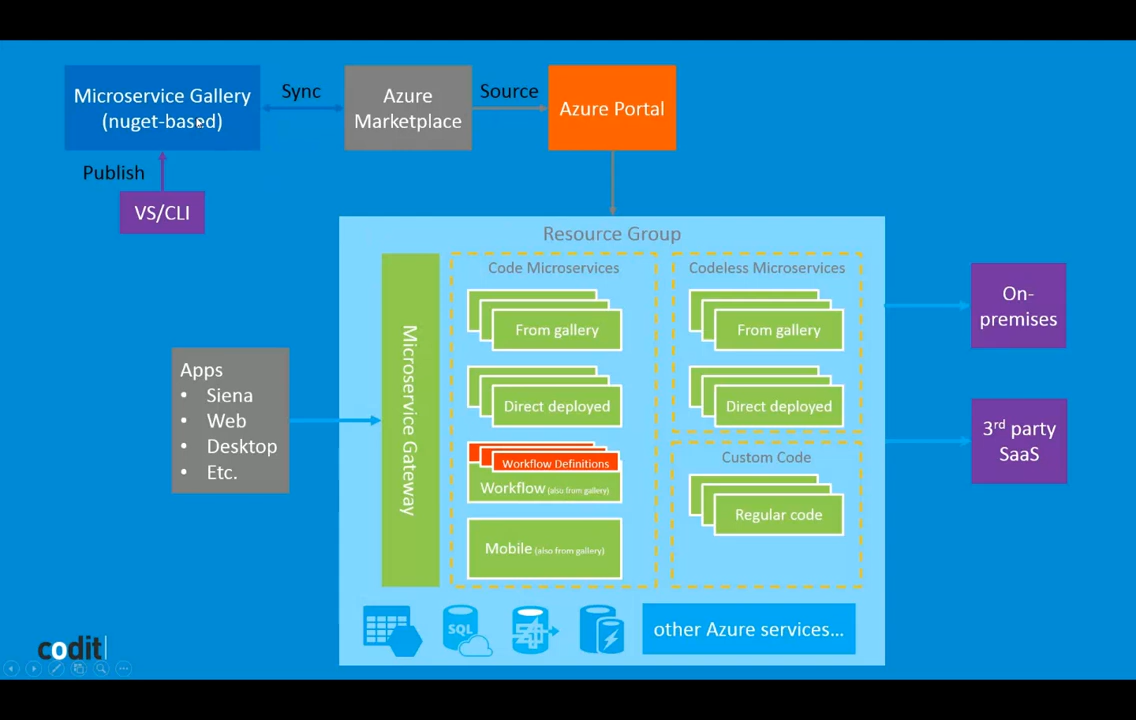 Microservice Gallery
(nuget-based)
Sync
Azure
Marketplace
Source
Azure Portal
Publish
VS/CLI
Resource Group
Code Microservices
Codeless Microservices
From gallery
From gallery
Direct deployed
Direct deployed
Workflow Definitions
Workflow (also from gallery)
Mobile (also from gallery)
Custom Code
Regular code
Microservice Gateway
Apps
• Siena
• Web
• Desktop
• Etc.
On-
premises
3rd party
SaaS
SQL
other Azure services...
codit